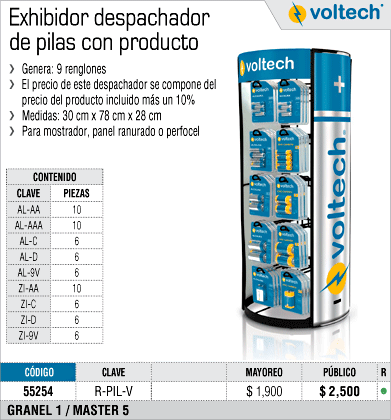 Exhibidor despachador
de pilas con producto
voltech®
› Genera: 9 renglones
› El precio de este despachador se compone del
precio del producto incluido más un 10%
› Medidas: 30 cm x 78 cm x 28 cm
› Para mostrador, panel ranurado o perfocel
CONTENIDO
CLAVE PIEZAS
AL-AA 10
AL-AAA 10
AL-C 6
AL-D 6
AL-9V 6
ZI-AA 10
ZI-C 6
ZI-D 6
ZI-9V 6
voltech
+
voltech®
-
CÓDIGO CLAVE MAYOREO PÚBLICO R
55254 R-PIL-V $ 1,900 $ 2,500 ●
GRANEL 1 / MASTER 5